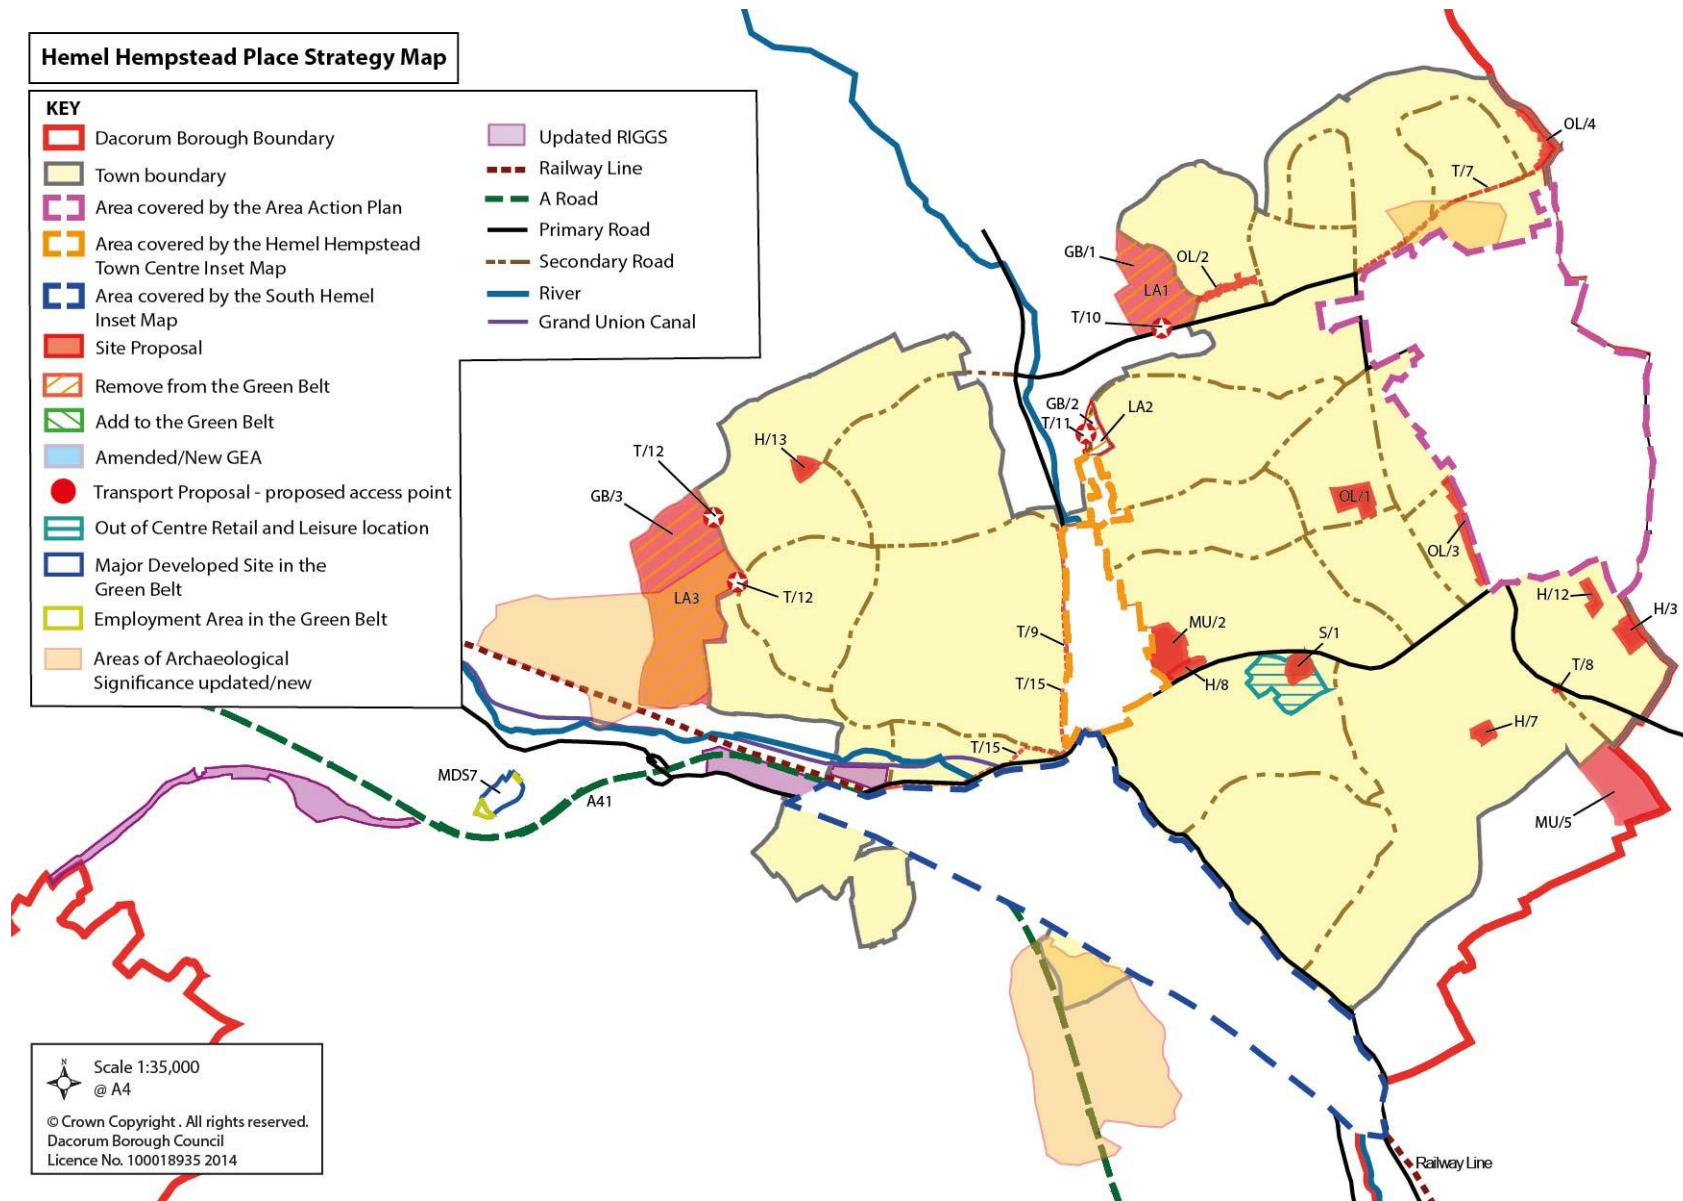 Hemel Hempstead Place Strategy Map
KEY
Dacorum Borough Boundary
Town boundary
Area covered by the Area Action Plan
Area covered by the Hemel Hempstead
Town Centre Inset Map
Area covered by the South Hemel
Inset Map
Site Proposal
Remove from the Green Belt
Add to the Green Belt
Amended/New GEA
Transport Proposal - proposed access point
Out of Centre Retail and Leisure location
Major Developed Site in the
Green Belt
Employment Area in the Green Belt
Areas of Archaeological
Significance updated/new
Updated RIGGS
Railway Line
A Road
Primary Road
Secondary Road
River
Grand Union Canal
OL/4
T/7
GB/1
OL/2
LA1
T/10
GB/2
T/11
LA2
H/13
T/12
GB/3
OL/1
OL/3
T/12
LA3
H/12
H/3
MU/2
S/1
T/9
T/8
H/8
T/15
H/7
T/15
MDS7
A41
MU/5
N
Scale 1:35,000
@ A4
© Crown Copyright . All rights reserved.
Dacorum Borough Council
Licence No. 100018935 2014
Railway Line